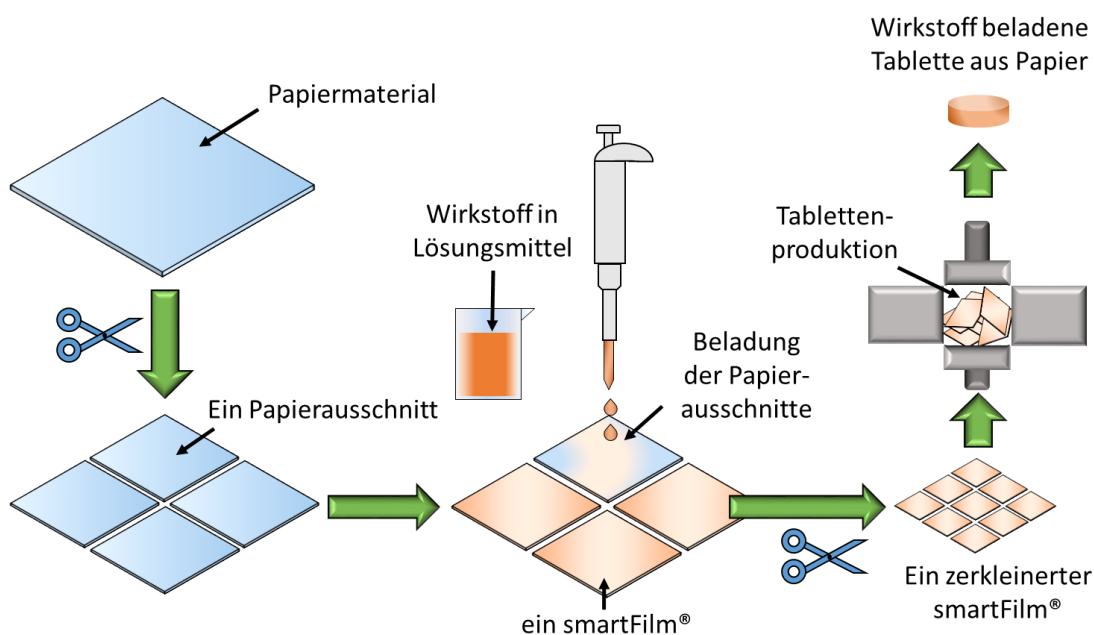 Papiermaterial
Ein Papierausschnitt
Wirkstoff in
Lösungsmittel
Beladung
der Papier-
ausschnitte
ein smartFilm®
Ein zerkleinerter
smartFilm®
Tabletten-
produktion
Wirkstoff beladene
Tablette aus Papier